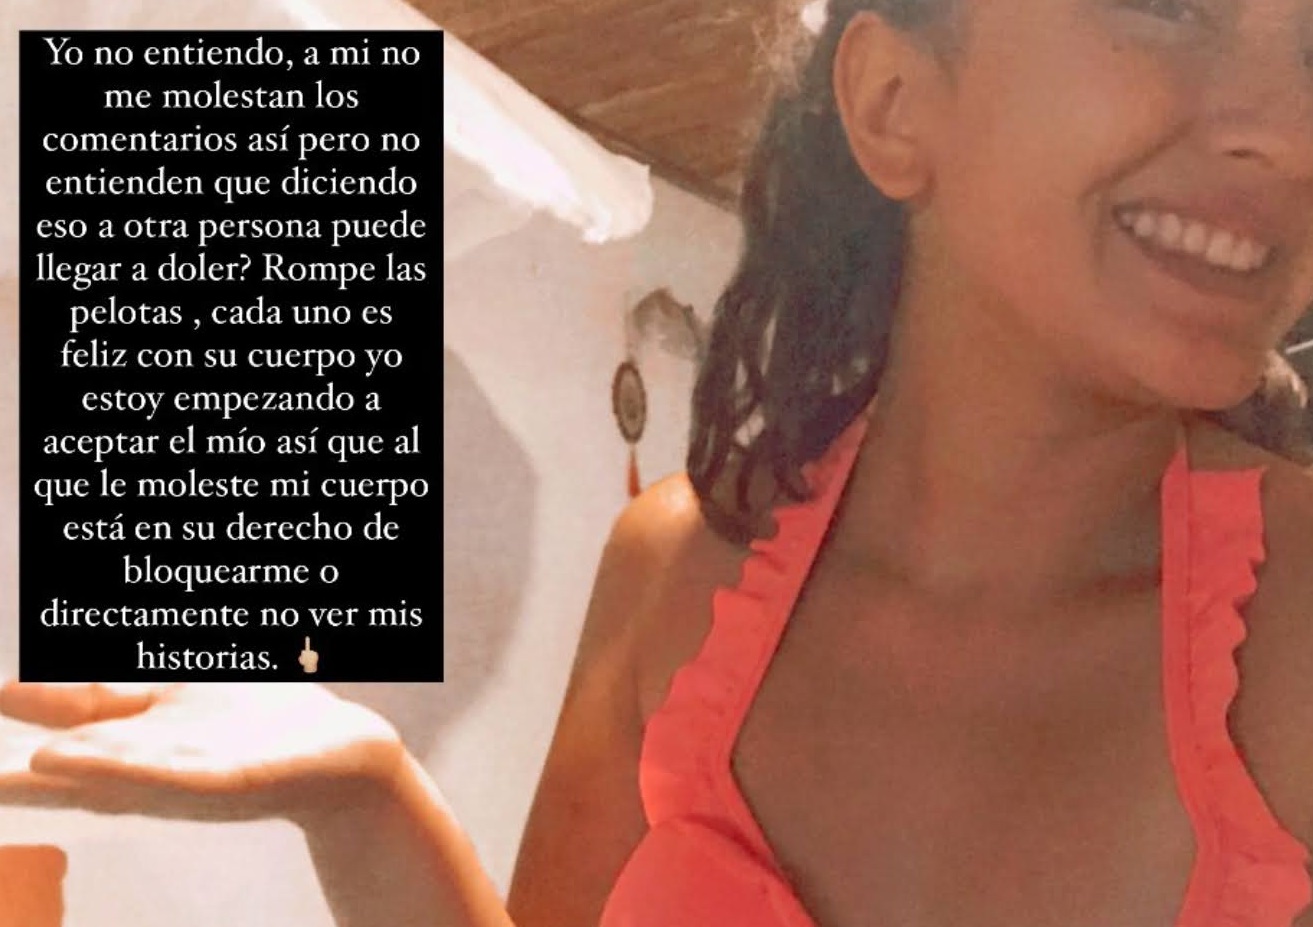 Yo no entiendo, a mi no
me molestan los
comentarios así pero no
entienden que diciendo
eso a otra persona puede
llegar a doler? Rompe las
pelotas , cada uno es
feliz con su cuerpo yo
estoy empezando a
aceptar el mío así que al
que le moleste mi cuerpo
está en su derecho de
bloquearme o
directamente no ver mis
historias. 🖕🏻